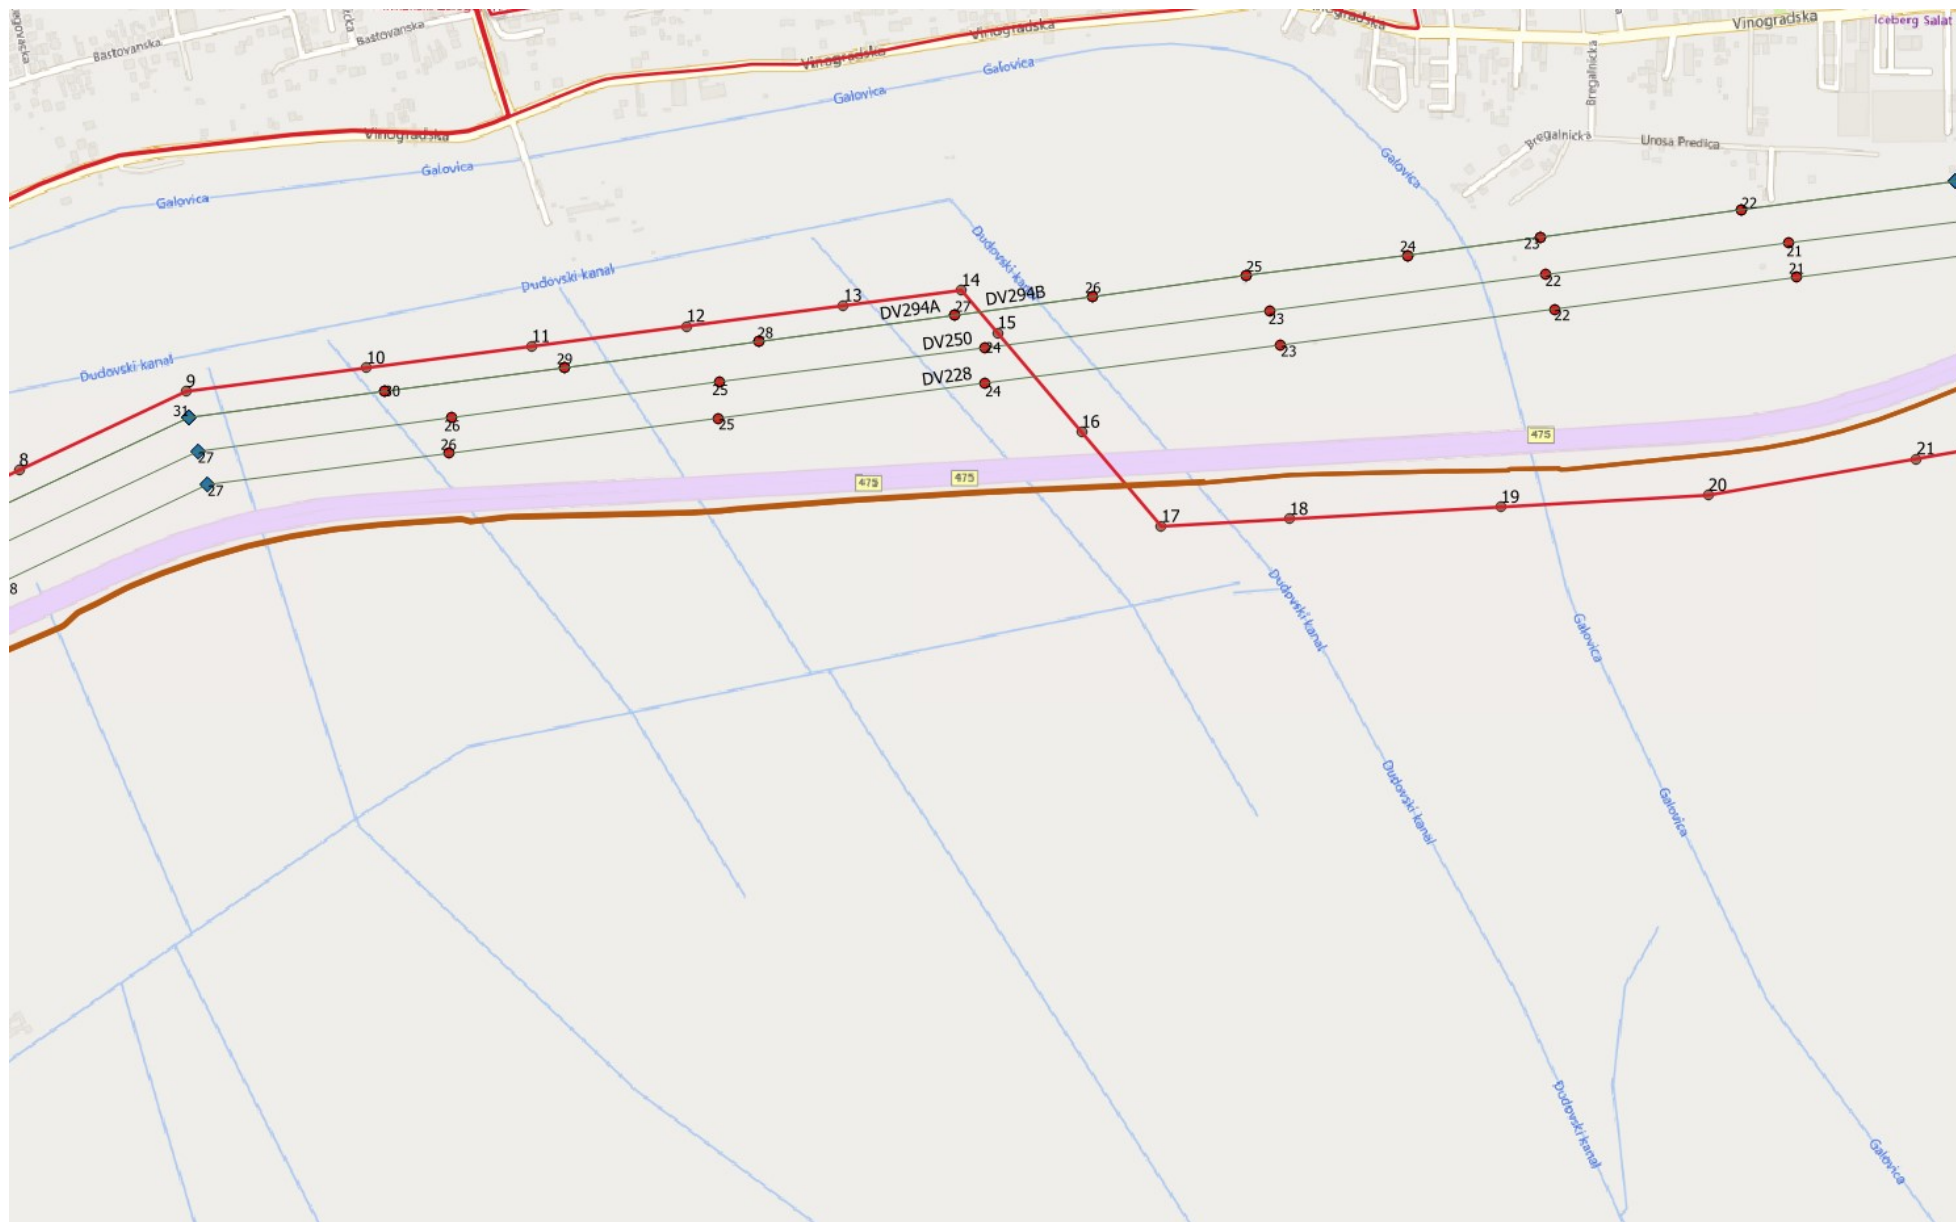 Bastovanska
Bastovanska
Vinogradska
Vinogradska
Vinogradska
Vinogradska
Iceberg Salat
Galovica
Galovica
Bregalnicka
Vinogradska
Bregalnicka
Urosa Predica
Galovica
Galovica
Galovica
22
Dudovski kanal
23
24
21
25
21
Dudovski kanal
14
DV294B
26
22
13
DV294A
27
22
12
15
23
11
28
DV250
24
23
10
29
Dudovski kanal
DV228
9
30
25
24
31
26
25
16
475
26
8
27
475
475
21
27
20
19
18
17
8
Dudovski kanal
Galovica
Dudovski kanal
Galovica
Dudovski kanal
Galovica